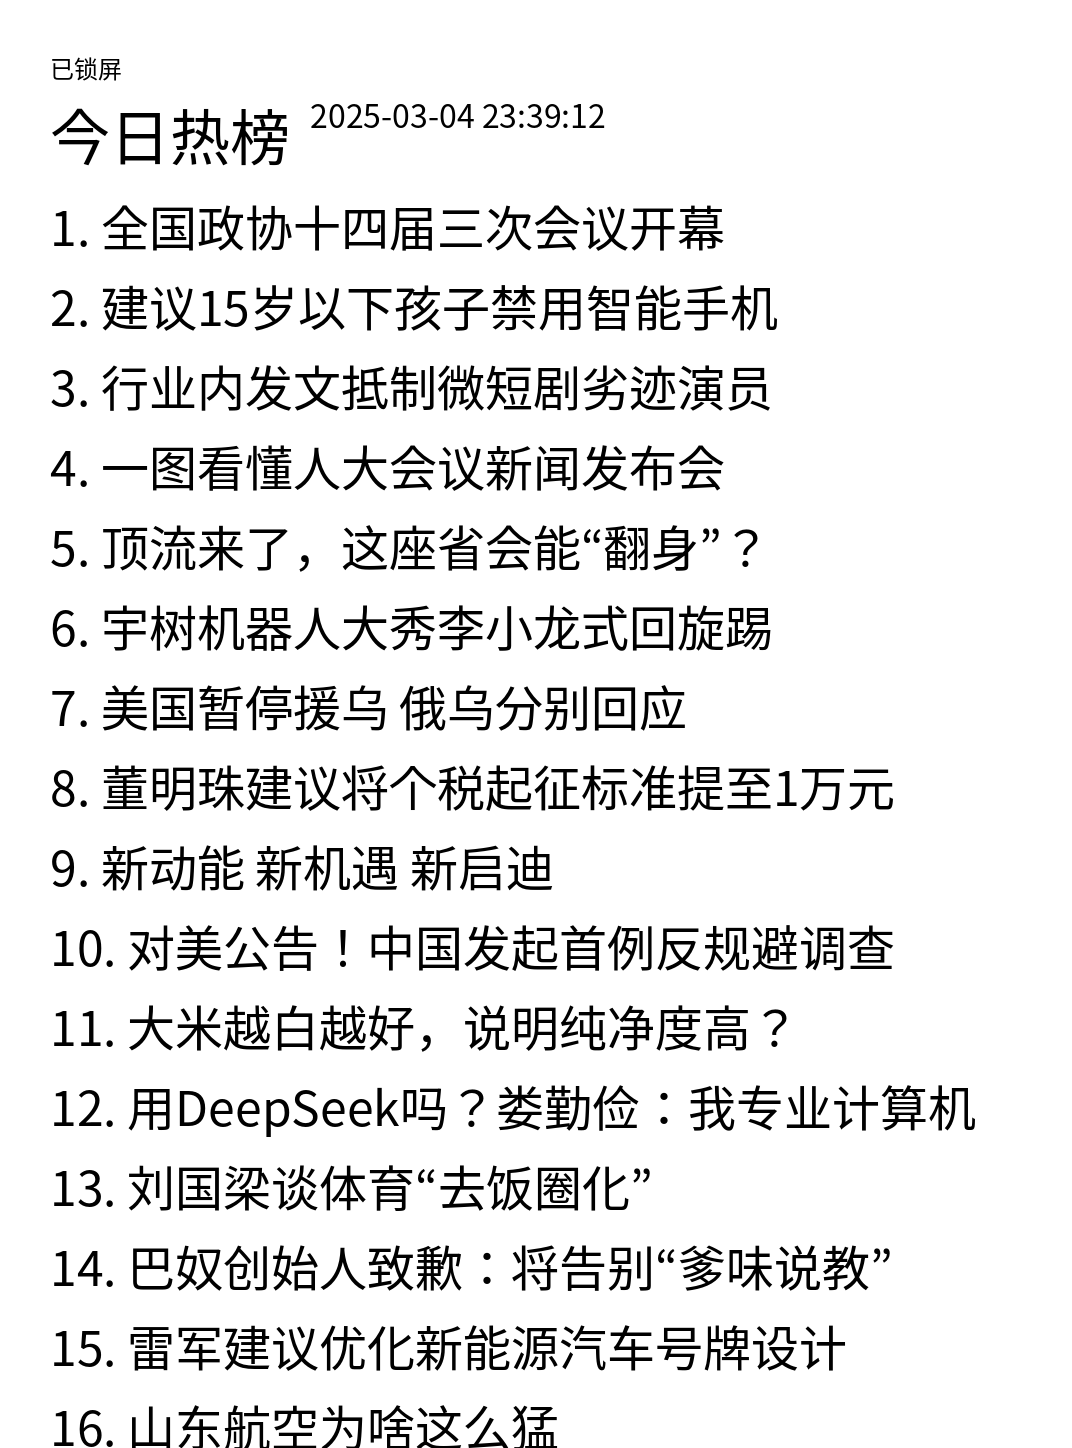 已锁屏
今日热榜 2025-03-04 23:39:12
1. 全国政协十四届三次会议开幕
2. 建议15岁以下孩子禁用智能手机
3. 行业内发文抵制微短剧劣迹演员
4. 一图看懂人大会议新闻发布会
5. 顶流来了，这座省会能“翻身”？
6. 宇树机器人大秀李小龙式回旋踢
7. 美国暂停援乌 俄乌分别回应
8. 董明珠建议将个税起征标准提至1万元
9. 新动能 新机遇 新启迪
10. 对美公告！中国发起首例反规避调查
11. 大米越白越好，说明纯净度高？
12. 用DeepSeek吗？娄勤俭：我专业计算机
13. 刘国梁谈体育“去饭圈化”
14. 巴奴创始人致歉：将告别“爹味说教”
15. 雷军建议优化新能源汽车号牌设计
16. 山东航空为啥这么猛